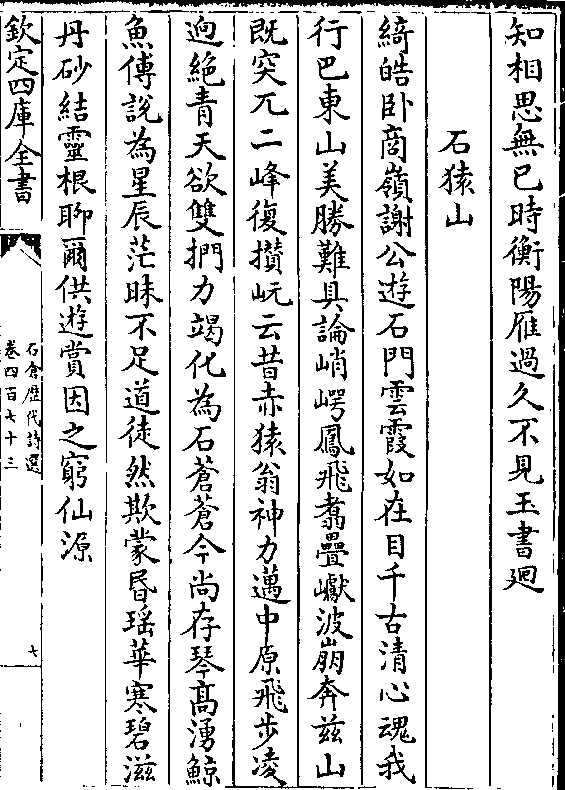 知相思無已時衡陽雁過久不見玉書廻
石猿山
綺皓卧商嶺謝公遊石門雲霞如在目千古清心魂我
行巴東山美勝難具論峭崿鳳飛翥疊巘波崩奔兹山
既突兀二峰復攅岏云昔赤猿翁神力邁中原飛步凌
逈絶青天欲雙捫力竭化為石蒼蒼今尚存琴髙湧鯨
魚傅說為星辰茫昧不足道徒然欺蒙昬瑶華寒碧滋
丹砂結靈根聊爾供遊賞因之窮仙源
欽定四庫全書
石倉歴代詩選
卷四百七十三
七